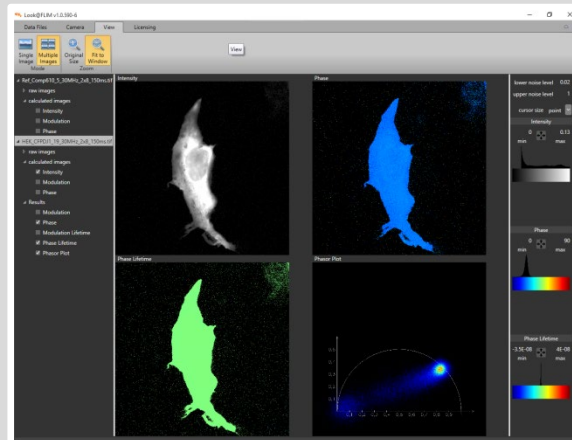 Look@FLIM v1.0.590-6
Data Files Camera View Licensing
Single Image
Multiple Images
Original Size
Fit to Window
Mode Zoom
View
Ref_Comp610_5_30MHz_2x8_150ms.tif
raw images
calculated images
Intensity
Modulation
Phase
HEK_CFPDJ1_19_30MHz_2x8_150ms.tif
raw images
calculated images
Intensity
Modulation
Phase
Results
Modulation
Phase
Modulation Lifetime
Phase Lifetime
Phasor Plot
Intensity
Phase
Phase Lifetime
Phasor Plot
lower noise level 0.02
upper noise level 1
cursor size point
Intensity
0 0.13
min max
Phase
0 90
min max
Phase Lifetime
-3.5E-08 4E-08
min max